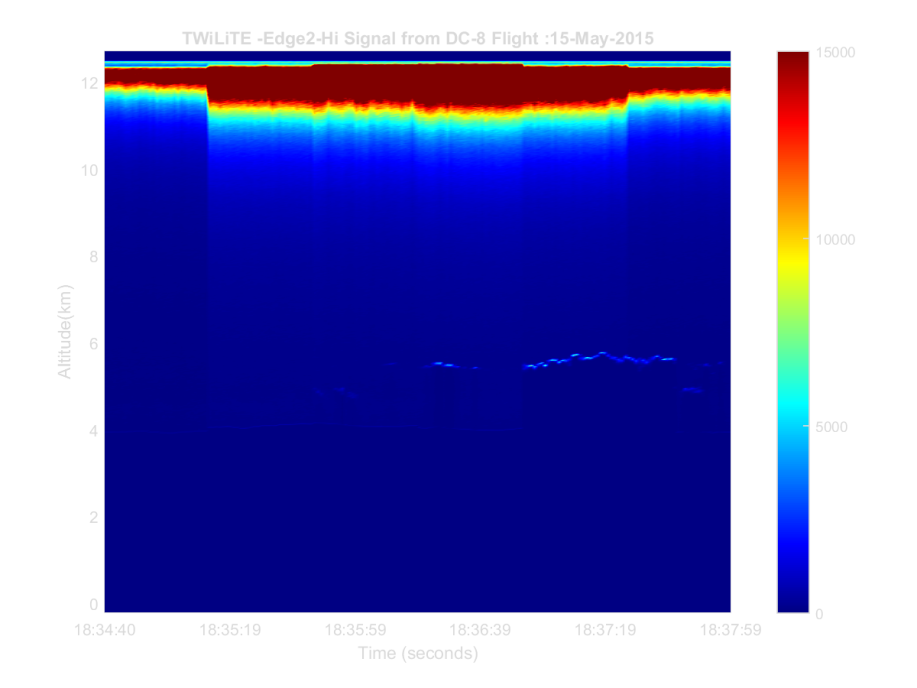 TWiLiTE -Edge2-Hi Signal from DC-8 Flight :15-May-2015
15000
12
10
10000
8
Altitude(km)
6
5000
4
2
0
0
18:34:40 18:35:19 18:35:59 18:36:39 18:37:19 18:37:59
Time (seconds)